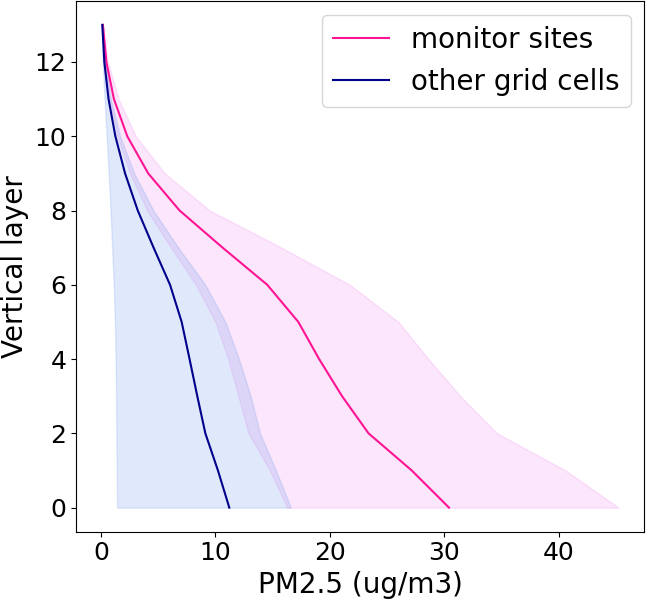 monitor sites
other grid cells
Vertical layer
12
10
8
6
4
2
0
0 10 20 30 40
PM2.5 (ug/m3)